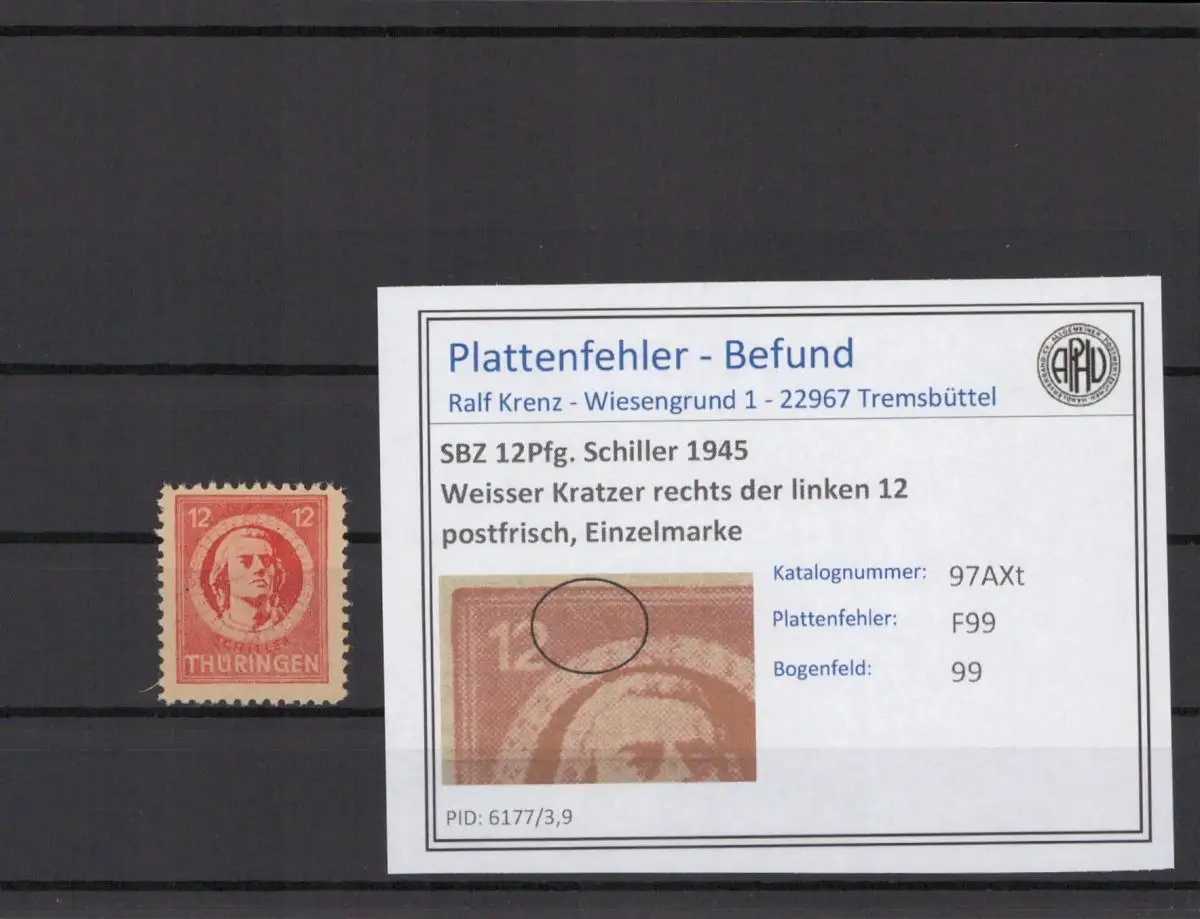 12 12
SCHILLER
THÜRINGEN
Plattenfehler - Befund
Ralf Krenz - Wiesengrund 1 - 22967 Tremsbüttel
APHV
SBZ 12Pfg. Schiller 1945
Weisser Kratzer rechts der linken 12
postfrisch, Einzelmarke
12
Katalognummer: 97AXt
Plattenfehler: F99
Bogenfeld: 99
PID: 6177/3,9